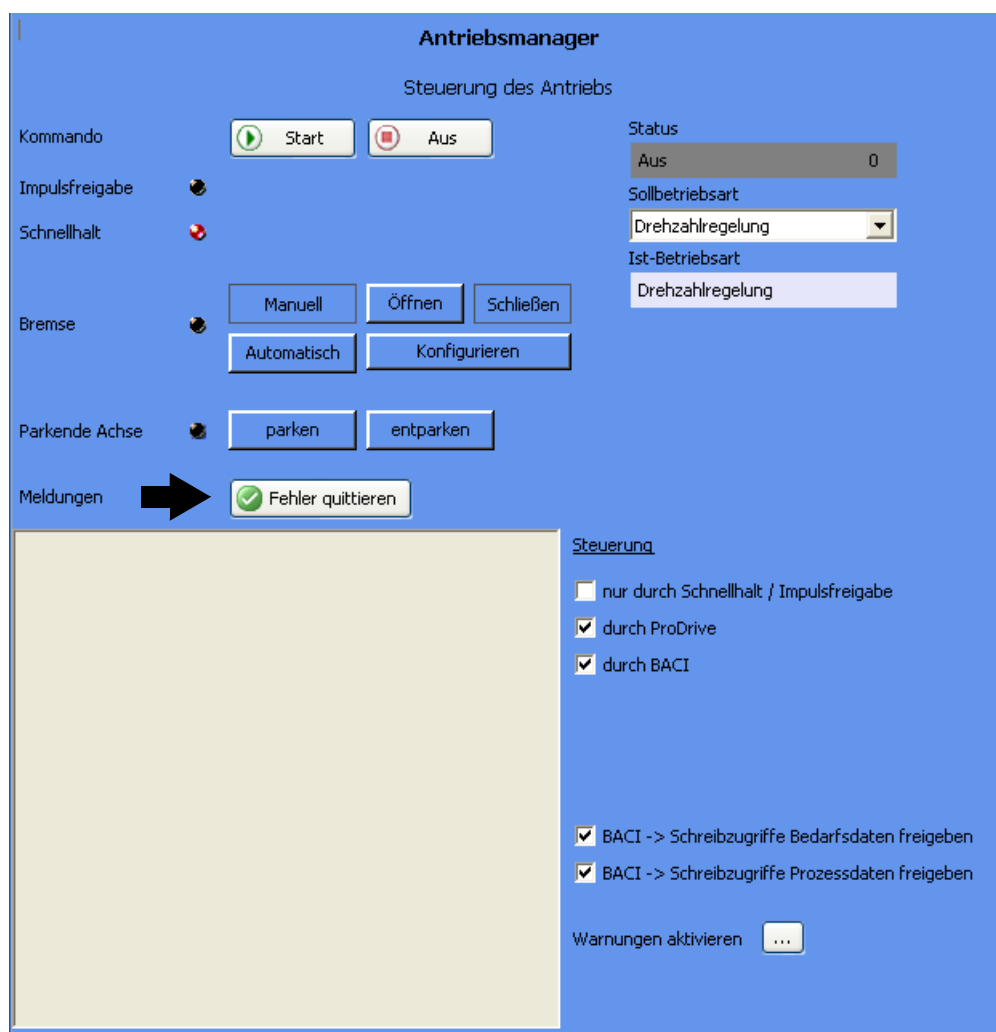 Antriebsmanager
Steuerung des Antriebs
Kommando
Start
Aus
Status
Aus 0
Impulsfreigabe
Sollbetriebsart
Schnellhalt
Drehzahlregelung
Ist-Betriebsart
Drehzahlregelung
Bremse
Manuell
Öffnen
Schließen
Automatisch
Konfigurieren
Parkende Achse
parken
entparken
Meldungen
Fehler quittieren
Steuerung
nur durch Schnellhalt / Impulsfreigabe
durch ProDrive
durch BACI
BACI -> Schreibzugriffe Bedarfsdaten freigeben
BACI -> Schreibzugriffe Prozessdaten freigeben
Warnungen aktivieren
...